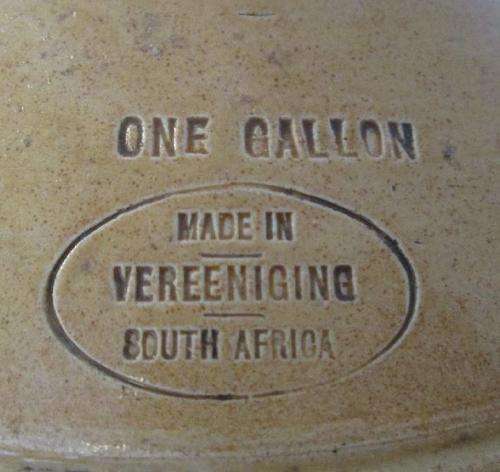 ONE GALLON
MADE IN
VEREENIGING
SOUTH AFRICA